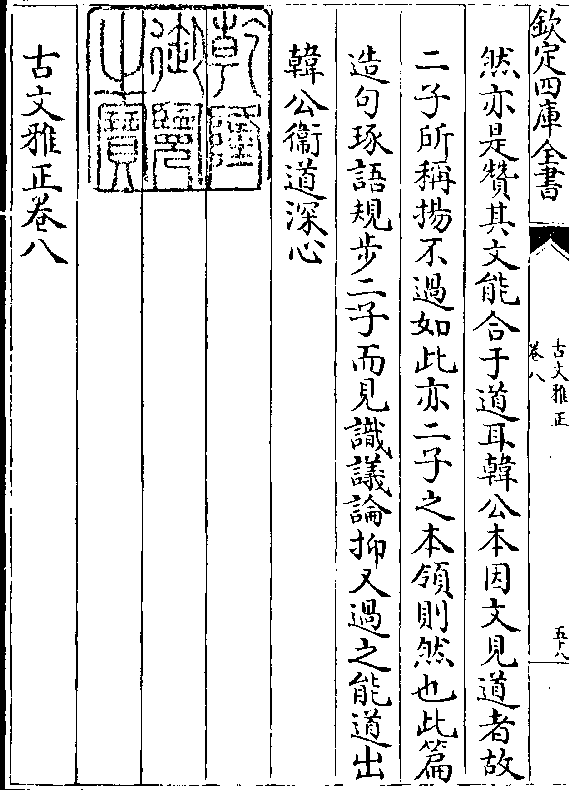 欽定四庫全書
古文雅正
卷八
五十八
然亦是贊其文能合于道耳韓公本因文見道者故
二子所稱揚不過如此亦二子之本領則然也此篇
造句琢語規步二子而見識議論抑又過之能道出
韓公衞道深心
乾隆
御覽
之寶
古文雅正卷八